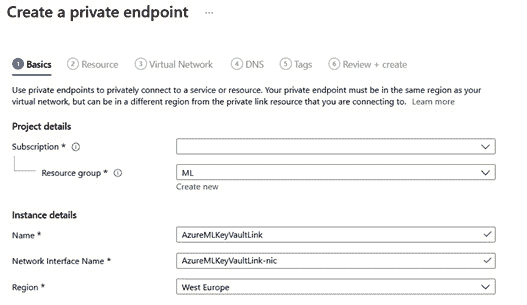 Create a private endpoint ...
1 Basics 2 Resource 3 Virtual Network 4 DNS 5 Tags 6 Review + create
Use private endpoints to privately connect to a service or resource. Your private endpoint must be in the same region as your
virtual network, but can be in a different region from the private link resource that you are connecting to. Learn more
Project details
Subscription *
Resource group * ML
Create new
Instance details
Name * AzureMLKeyVaultLink
Network Interface Name * AzureMLKeyVaultLink-nic
Region * West Europe